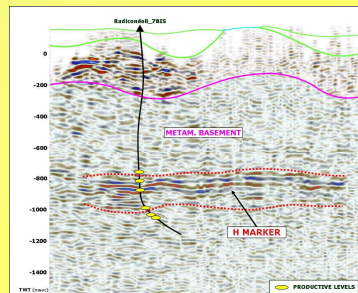 Radicondoli_7BIS
0
-200
METAM. BASEMENT
-400
-600
-800
-1000
H MARKER
-1200
-1400
TWT (msec)
PRODUCTIVE LEVELS